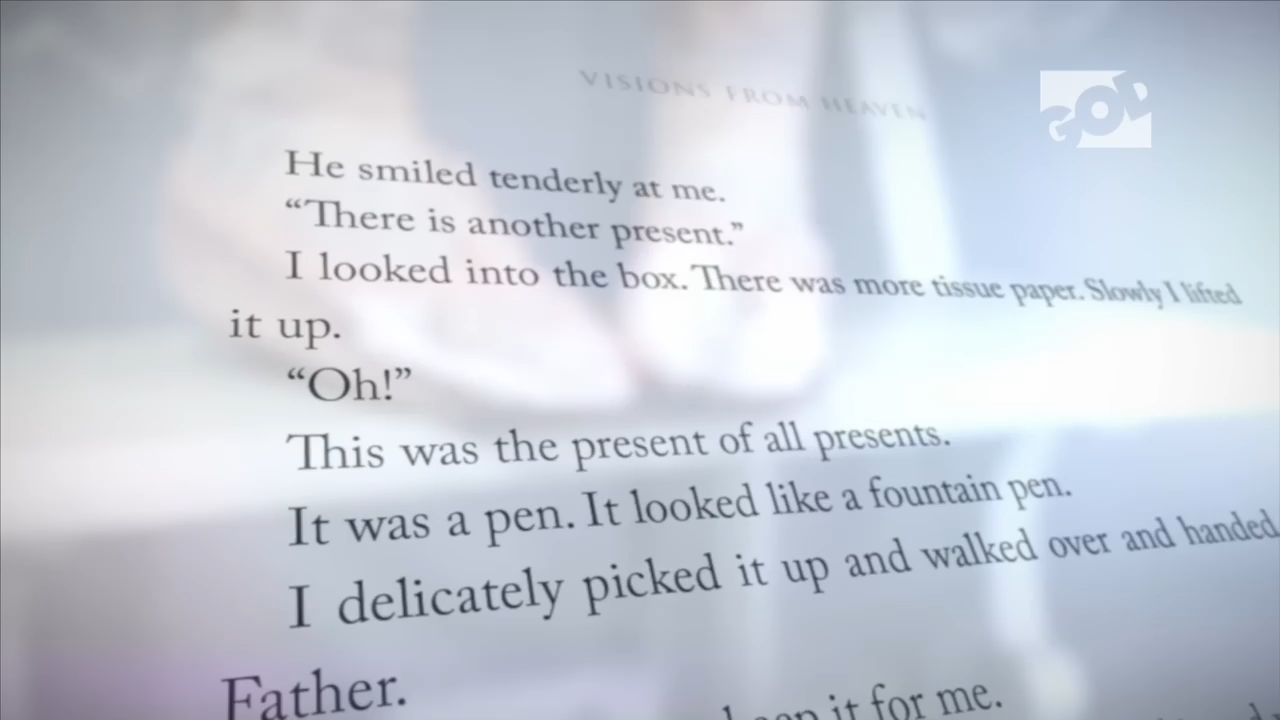 VISIONS FROM HEAVEN
GOD
He smiled tenderly at me.
“There is another present.”
I looked into the box. There was more tissue paper. Slowly I lifted
it up.
“Oh!”
This was the present of all presents.
It was a pen. It looked like a fountain pen.
I delicately picked it up and walked over and handed
Father.
it for me.